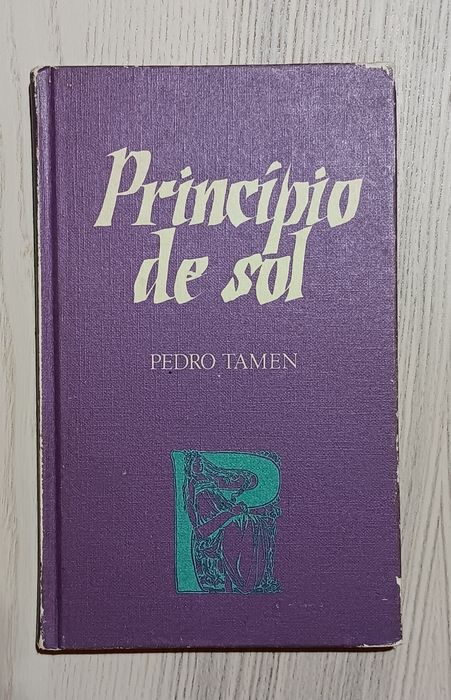 Princípio
de sol
PEDRO TAMEN
P